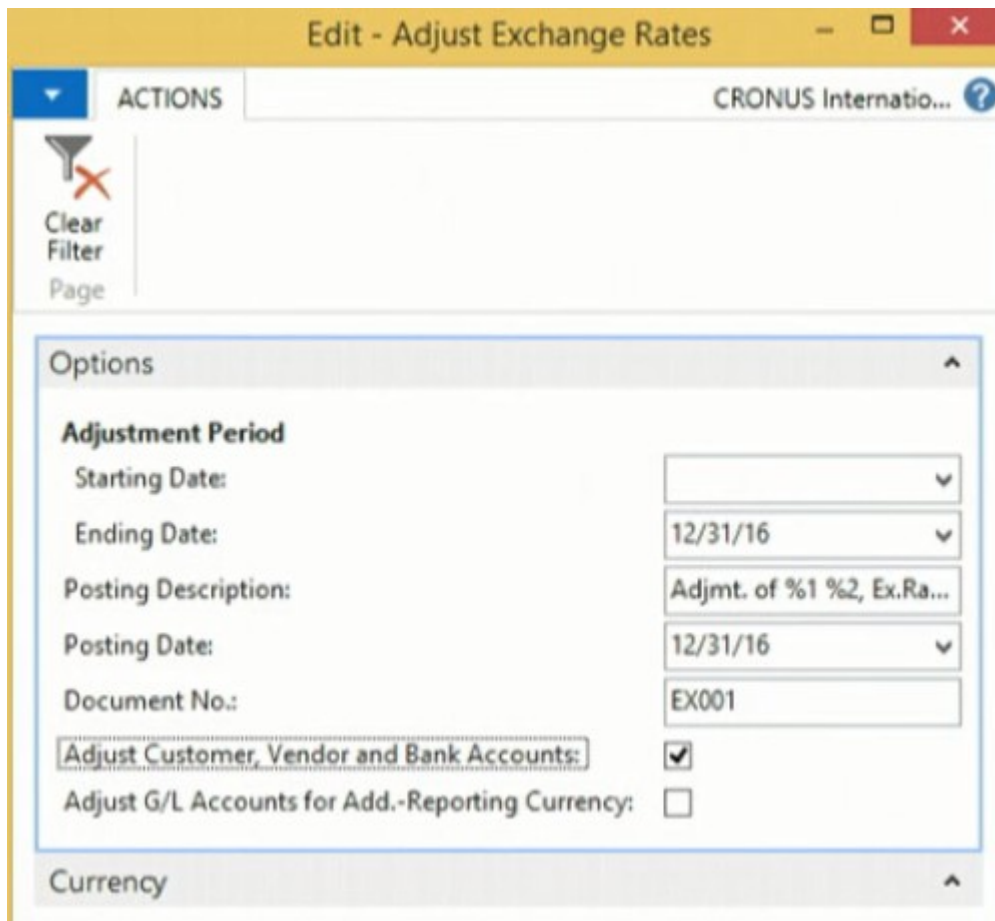 Edit - Adjust Exchange Rates
ACTIONS
CRONUS Internatio... ?
Clear
Filter
Page
Options
Adjustment Period
Starting Date:
Ending Date: 12/31/16
Posting Description: Adjmt. of %1 %2, Ex.Ra...
Posting Date: 12/31/16
Document No.: EX001
Adjust Customer, Vendor and Bank Accounts:
Adjust G/L Accounts for Add.-Reporting Currency:
Currency